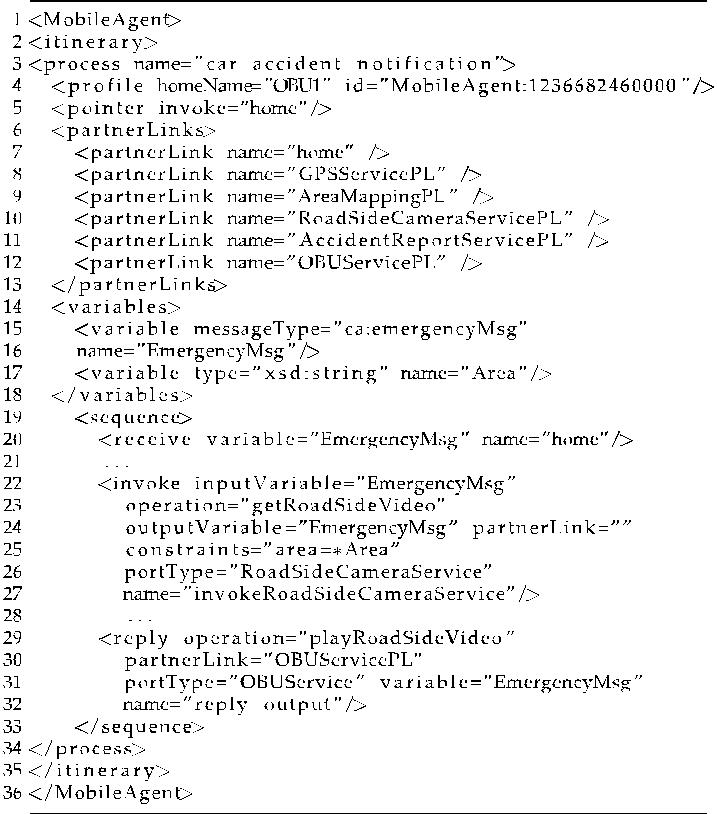 1 <MobileAgent>
2 <itinerary>
3 <process name="car accident notification">
4 <profile homeName="OBU1" id="MobileAgent:1236682460000"/>
5 <pointer invoke="home"/>
6 <partnerLinks>
7 <partnerLink name="home" />
8 <partnerLink name="GPSServicePL" />
9 <partnerLink name="AreaMappingPL" />
10 <partnerLink name="RoadSideCameraServicePL" />
11 <partnerLink name="AccidentReportServicePL" />
12 <partnerLink name="OBUServicePL" />
13 </partnerLinks>
14 <variables>
15 <variable messageType="ca:emergencyMsg"
16 name="EmergencyMsg"/>
17 <variable type="xsd:string" name="Area"/>
18 </variables>
19 <sequence>
20 <receive variable="EmergencyMsg" name="home"/>
21 ...
22 <invoke inputVariable="EmergencyMsg"
23 operation="getRoadSideVideo"
24 outputVariable="EmergencyMsg" partnerLink=""
25 constraints="area=*Area"
26 portType="RoadSideCameraService"
27 name="invokeRoadSideCameraService"/>
28 ...
29 <reply operation="playRoadSideVideo"
30 partnerLink="OBUServicePL"
31 portType="OBUService" variable="EmergencyMsg"
32 name="reply output"/>
33 </sequence>
34 </process>
35 </itinerary>
36 </MobileAgent>